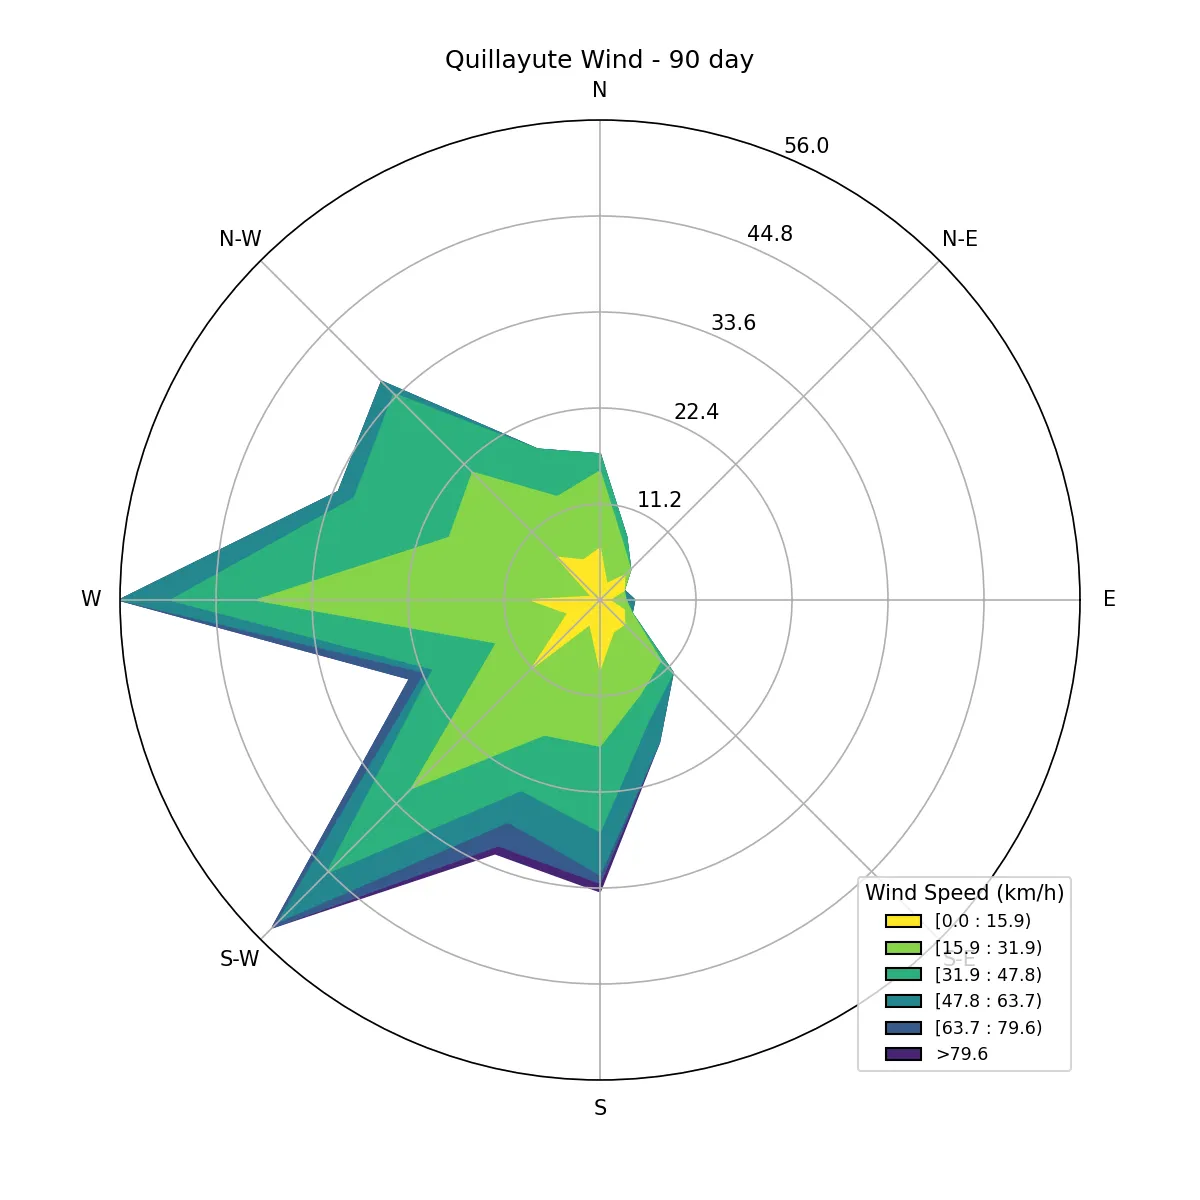 Quillayute Wind - 90 day
N
56.0
N-W
N-E
44.8
33.6
22.4
11.2
W
E
S-W
S-E
S
Wind Speed (km/h)
[0.0 : 15.9)
[15.9 : 31.9)
[31.9 : 47.8)
[47.8 : 63.7)
[63.7 : 79.6)
>79.6